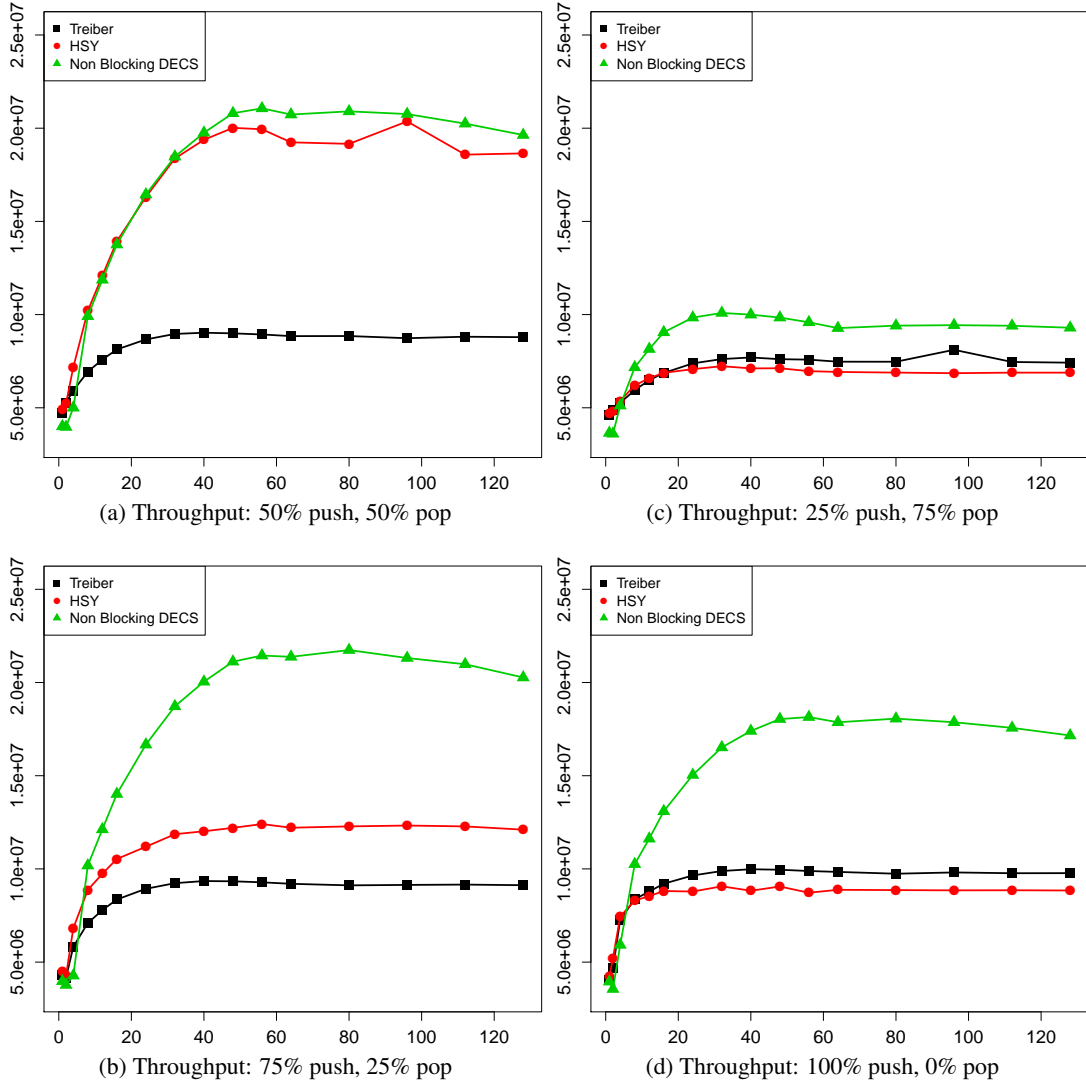 Treiber
HSY
Non Blocking DECS
2.5e+07
2.0e+07
1.5e+07
1.0e+07
5.0e+06
0 20 40 60 80 100 120
(a) Throughput: 50% push, 50% pop
Treiber
HSY
Non Blocking DECS
2.5e+07
2.0e+07
1.5e+07
1.0e+07
5.0e+06
0 20 40 60 80 100 120
(c) Throughput: 25% push, 75% pop
Treiber
HSY
Non Blocking DECS
2.5e+07
2.0e+07
1.5e+07
1.0e+07
5.0e+06
0 20 40 60 80 100 120
(b) Throughput: 75% push, 25% pop
Treiber
HSY
Non Blocking DECS
2.5e+07
2.0e+07
1.5e+07
1.0e+07
5.0e+06
0 20 40 60 80 100 120
(d) Throughput: 100% push, 0% pop